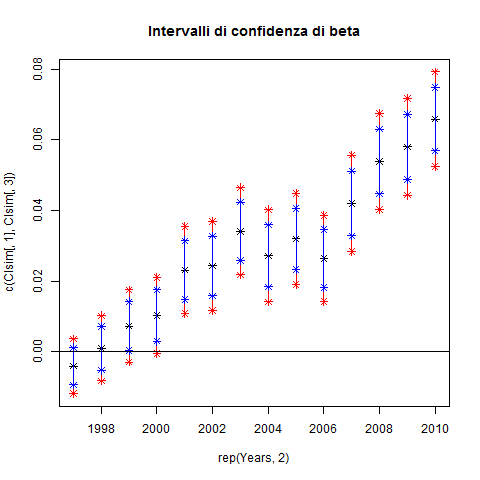 Intervalli di confidenza di beta
c(CIsim[, 1], CIsim[, 3])
0.08
0.06
0.04
0.02
0.00
1998 2000 2002 2004 2006 2008 2010
rep(Years, 2)